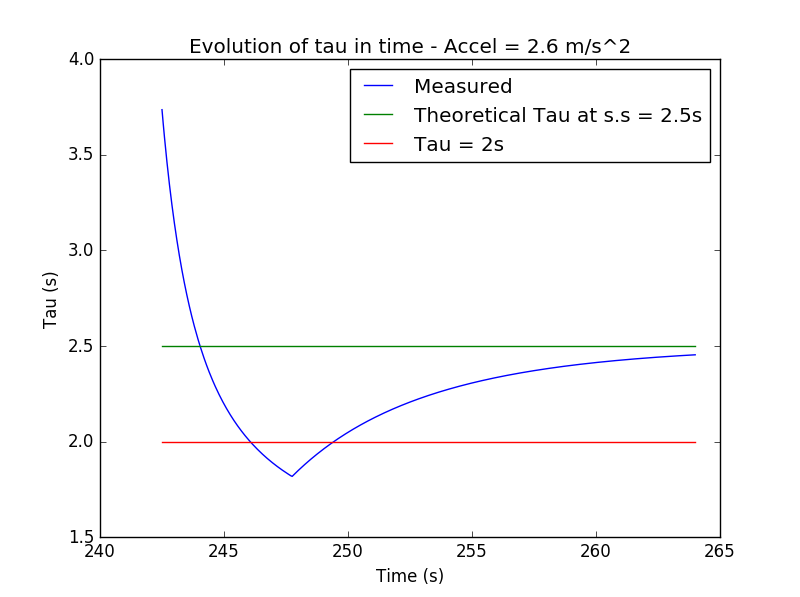 Evolution of tau in time - Accel = 2.6 m/s^2
Measured
Theoretical Tau at s.s = 2.5s
Tau = 2s
Tau (s)
4.0
3.5
3.0
2.5
2.0
1.5
240
245
250
255
260
265
Time (s)